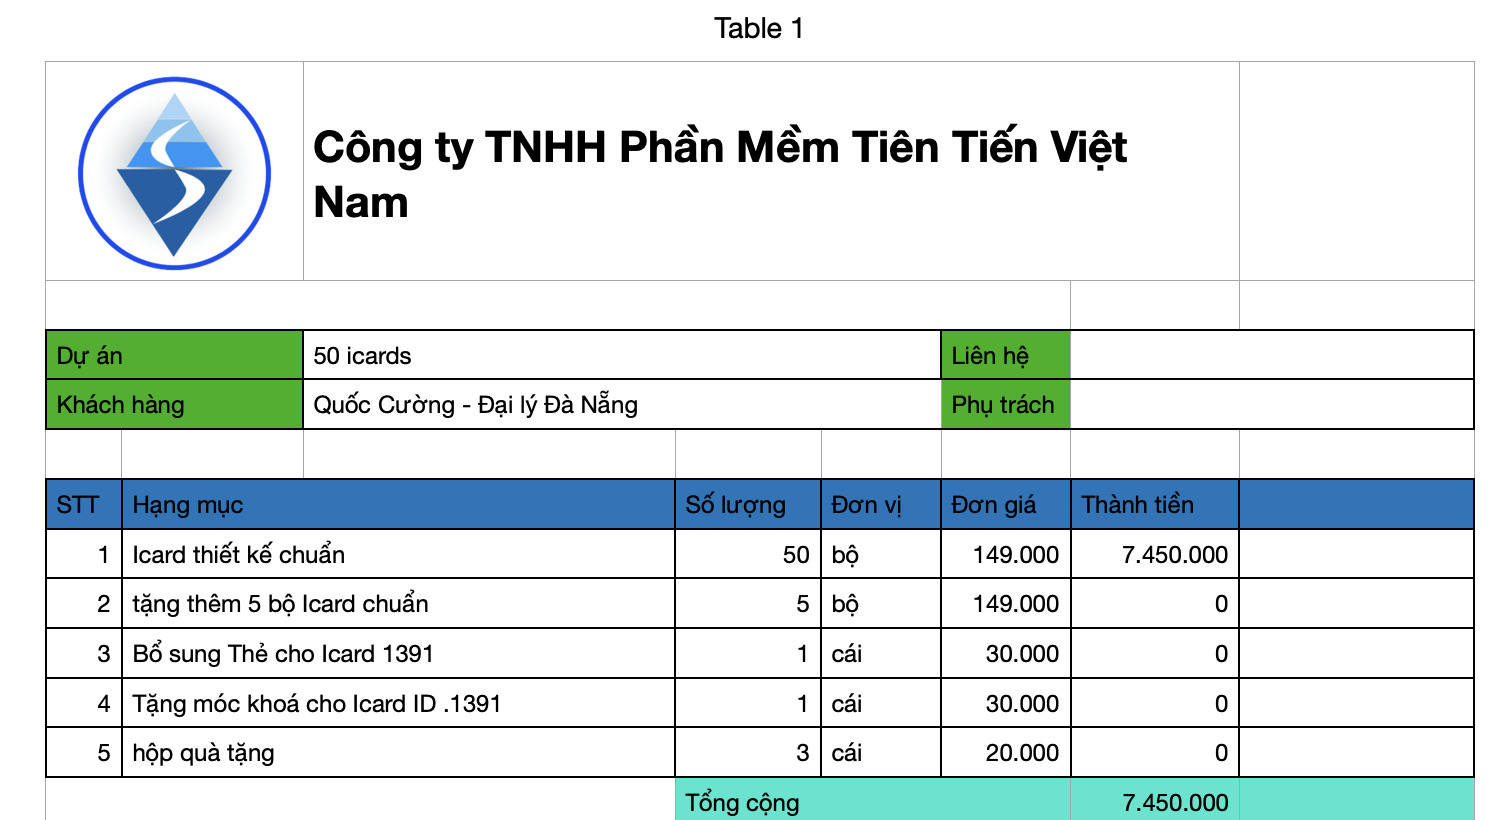 Table 1
Công ty TNHH Phần Mềm Tiên Tiến Việt
Nam
Dự án 50 icards Liên hệ
Khách hàng Quốc Cường - Đại lý Đà Nẵng Phụ trách
STT Hạng mục Số lượng Đơn vị Đơn giá Thành tiền
1 Icard thiết kế chuẩn 50 bộ 149.000 7.450.000
2 tặng thêm 5 bộ Icard chuẩn 5 bộ 149.000 0
3 Bổ sung Thẻ cho Icard 1391 1 cái 30.000 0
4 Tặng móc khoá cho Icard ID .1391 1 cái 30.000 0
5 hộp quà tặng 3 cái 20.000 0
Tổng cộng 7.450.000